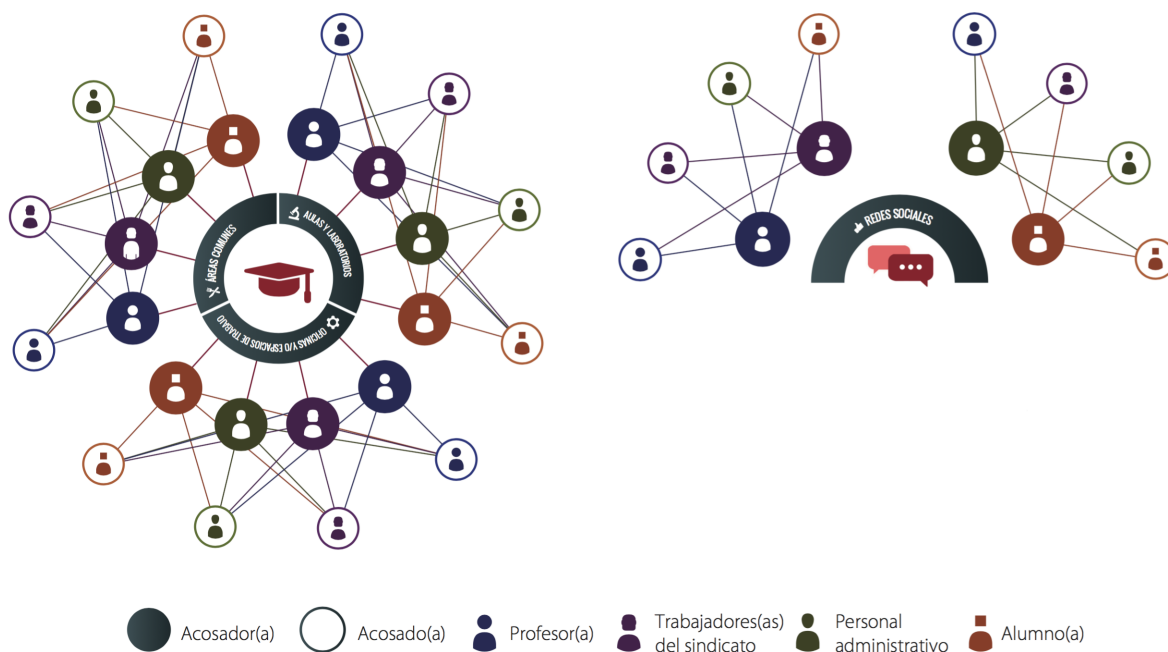 ÁREAS COMUNES
AULAS Y LABORATORIOS
OFICINAS Y/O ESPACIOS DE TRABAJO
REDES SOCIALES
Acosador(a)
Acosado(a)
Profesor(a)
Trabajadores(as)
del sindicato
Personal
administrativo
Alumno(a)